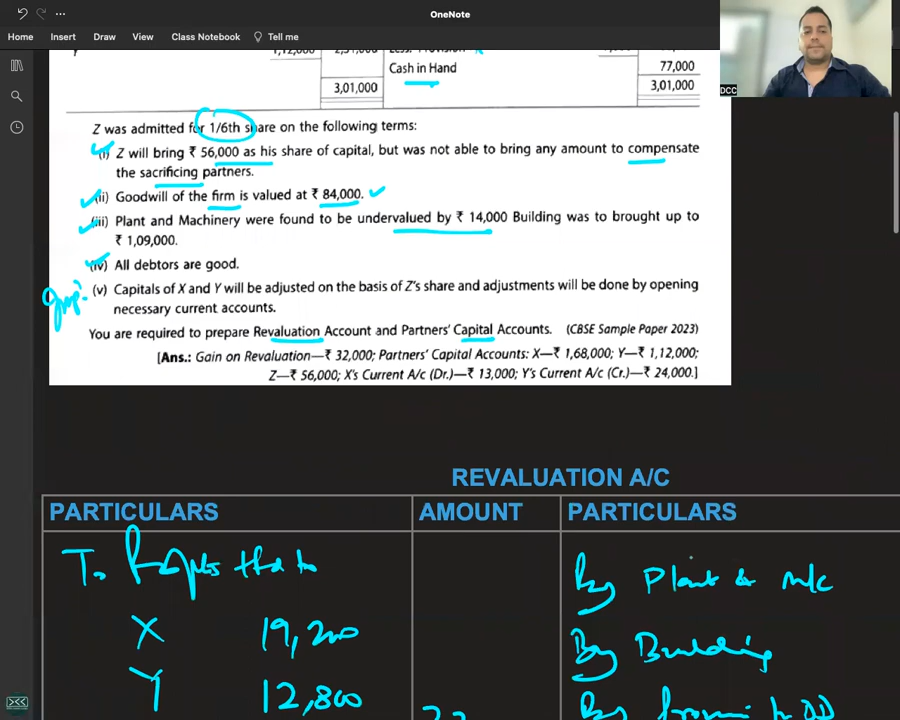 OneNote
Home Insert Draw View Class Notebook Tell me
Y 1,12,000
Cash in Hand 77,000
3,01,000 3,01,000
Z was admitted for 1/6th share on the following terms:
(i) Z will bring ₹ 56,000 as his share of capital, but was not able to bring any amount to compensate
the sacrificing partners.
(ii) Goodwill of the firm is valued at ₹ 84,000.
(iii) Plant and Machinery were found to be undervalued by ₹ 14,000 Building was to brought up to
₹ 1,09,000.
(iv) All debtors are good.
(v) Capitals of X and Y will be adjusted on the basis of Z's share and adjustments will be done by opening
necessary current accounts.
You are required to prepare Revaluation Account and Partners' Capital Accounts. (CBSE Sample Paper 2023)
[Ans.: Gain on Revaluation—₹ 32,000; Partners' Capital Accounts: X—₹ 1,68,000; Y—₹ 1,12,000;
Z—₹ 56,000; X's Current A/c (Dr.)—₹ 13,000; Y's Current A/c (Cr.)—₹ 24,000.]
DCC
REVALUATION A/C
PARTICULARS AMOUNT PARTICULARS
To
By Plant & M/c
X 19,200
By Building
Y 12,800
By